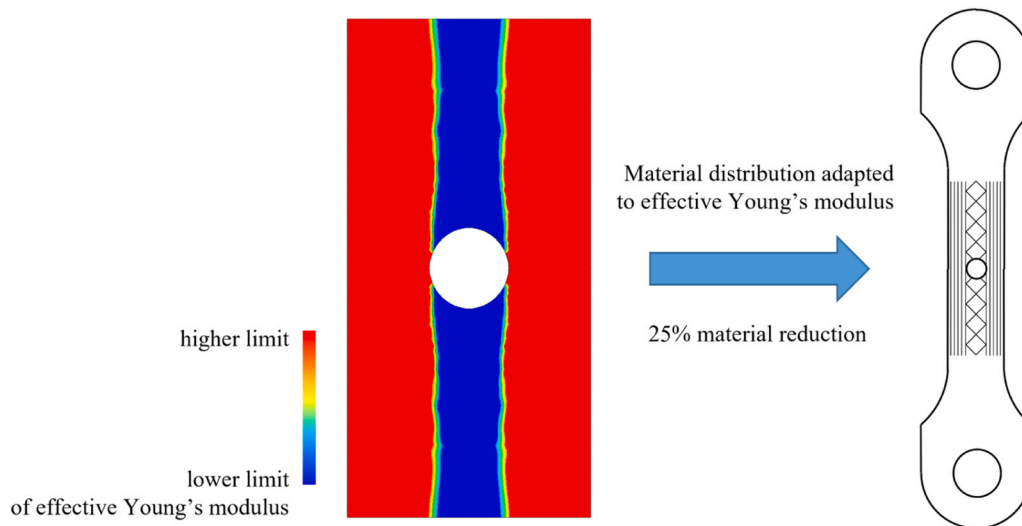 Material distribution adapted
to effective Young's modulus
25% material reduction
higher limit
lower limit
of effective Young's modulus